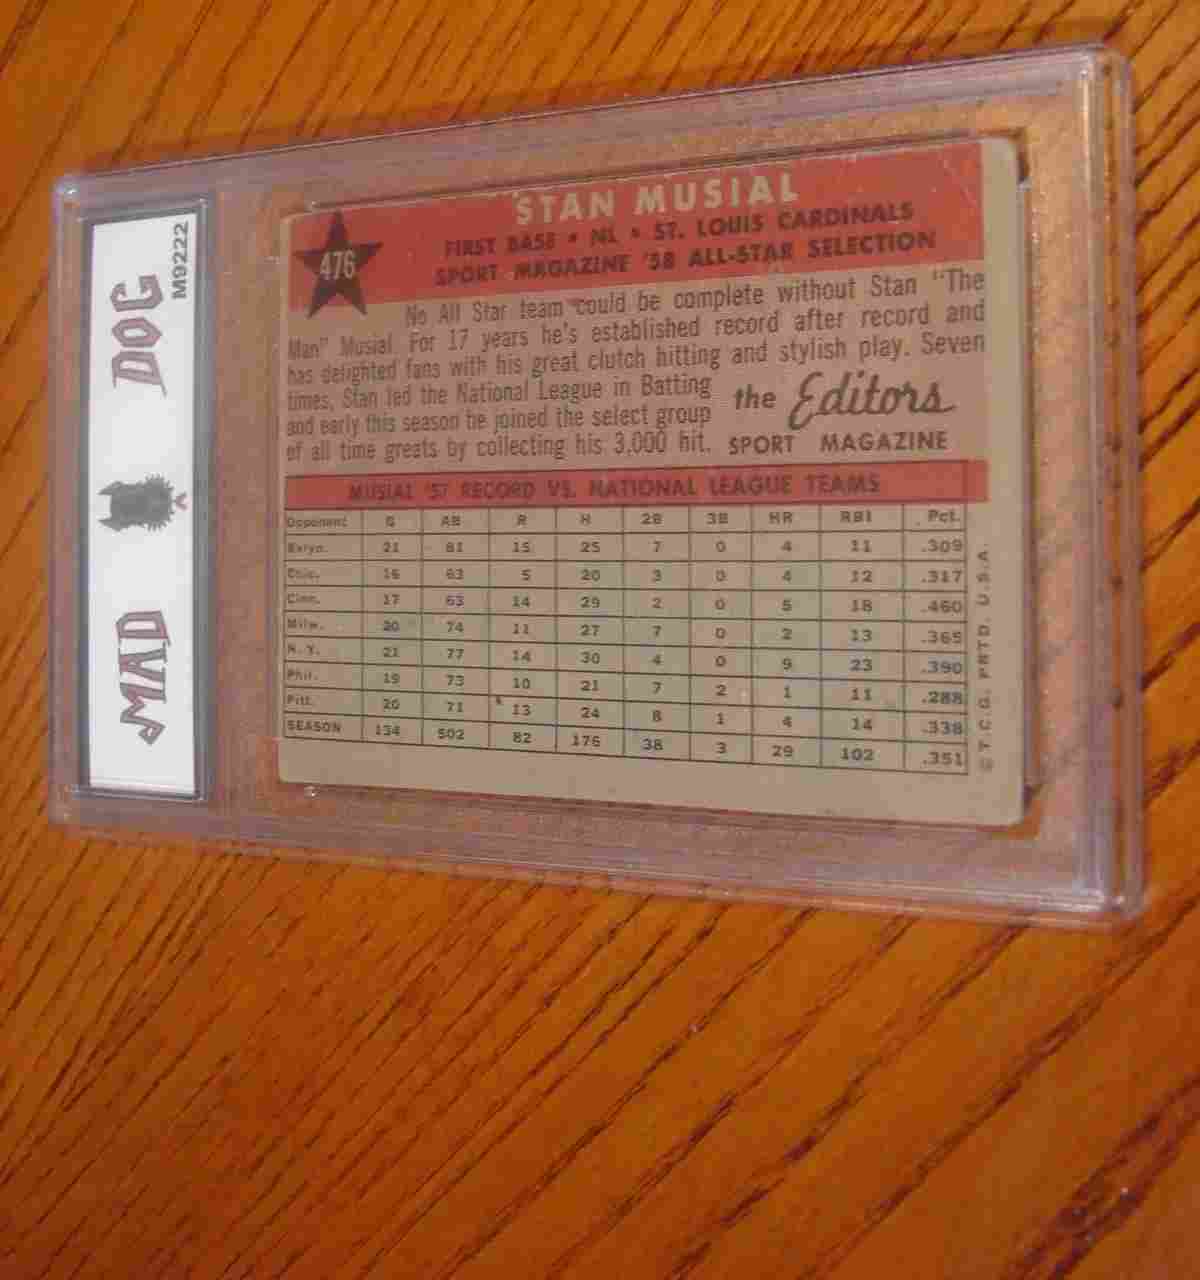 MAD DOG
M9222
476
STAN MUSIAL
FIRST BASE • NL • ST. LOUIS CARDINALS
SPORT MAGAZINE '58 ALL-STAR SELECTION
No All Star team could be complete without Stan "The
Man" Musial. For 17 years he's established record after record and
has delighted fans with his great clutch hitting and stylish play. Seven
times, Stan led the National League in Batting
and early this season he joined the select group
of all time greats by collecting his 3,000 hit.
the Editors
SPORT MAGAZINE
MUSIAL '57 RECORD VS. NATIONAL LEAGUE TEAMS
Opponent G AB R H 2B 3B HR RBI Pct.
Bklyn. 21 81 15 25 7 0 4 11 .309
Chic. 16 63 5 20 3 0 4 12 .317
Cinn. 17 63 14 29 2 0 5 18 .460
Milw. 20 74 11 27 7 0 2 13 .365
N. Y. 21 77 14 30 4 0 9 23 .390
Phil. 19 73 10 21 7 2 1 11 .288
Pitt. 20 71 13 24 8 1 4 14 .338
SEASON 134 502 82 176 38 3 29 102 .351
© T.C.G. PRTD. U.S.A.